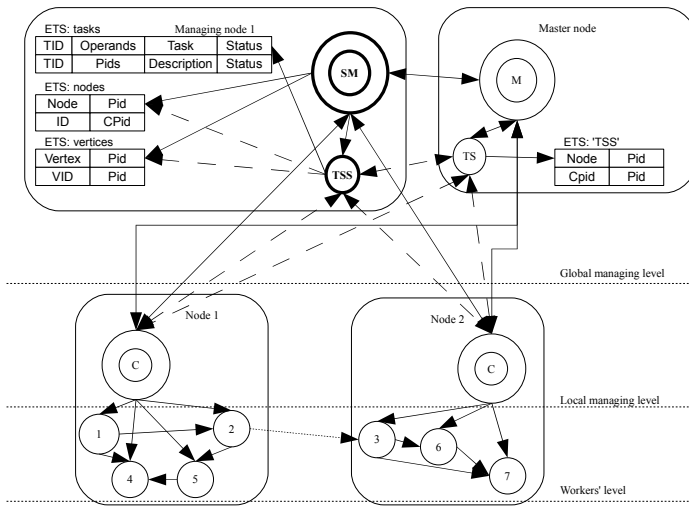 ETS: tasks
Managing node 1
TID Operands Task Status
TID Pids Description Status
ETS: nodes
Node Pid
ID CPid
ETS: vertices
Vertex Pid
VID Pid
SM
TSS
Master node
M
TS
ETS: 'TSS'
Node Pid
Cpid Pid
Global managing level
Node 1
Node 2
C
C
Local managing level
1
2
3
6
4
5
7
Workers' level